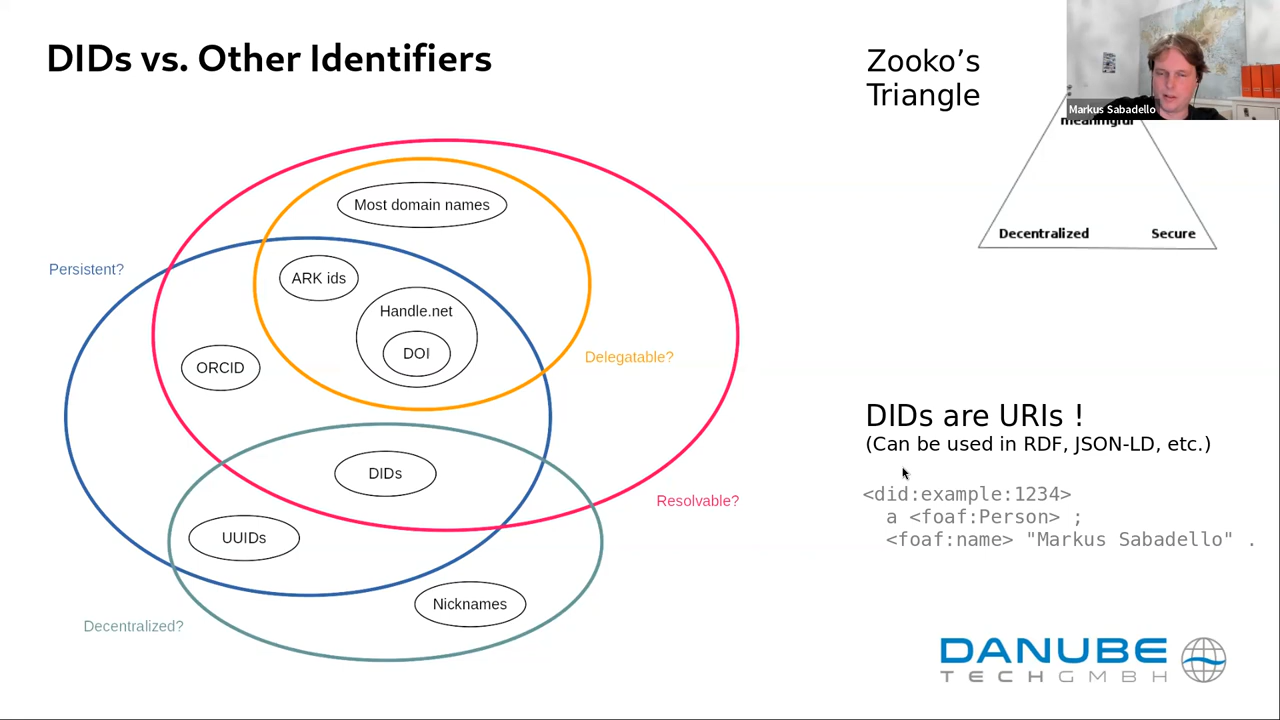 DIDs vs. Other Identifiers
Zooko's
Triangle
Markus Sabadello
meaningful
Decentralized
Secure
Most domain names
Persistent?
ARK ids
Handle.net
DOI
Delegatable?
ORCID
DIDs
Resolvable?
UUIDs
Nicknames
Decentralized?
DIDs are URIs !
(Can be used in RDF, JSON-LD, etc.)
<did:example:1234>
a <foaf:Person> ;
<foaf:name> "Markus Sabadello" .
DANUBE
TECH GMBH